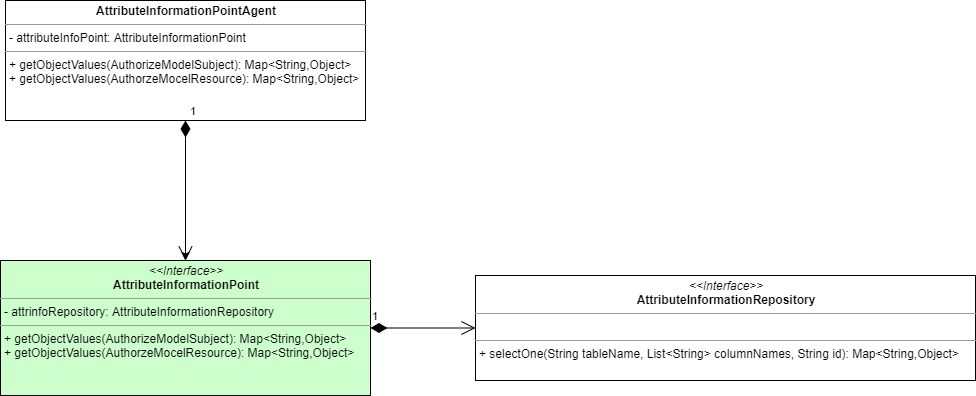 AttributeInformationPointAgent
- attributeInfoPoint: AttributeInformationPoint
+ getObjectValues(AuthorizeModelSubject): Map<String,Object>
+ getObjectValues(AuthorzeMocelResource): Map<String,Object>
1
<<Interface>>
AttributeInformationPoint
- attrinfoRepository: AttributeInformationRepository
+ getObjectValues(AuthorizeModelSubject): Map<String,Object>
+ getObjectValues(AuthorzeMocelResource): Map<String,Object>
1
<<Interface>>
AttributeInformationRepository
+ selectOne(String tableName, List<String> columnNames, String id): Map<String,Object>